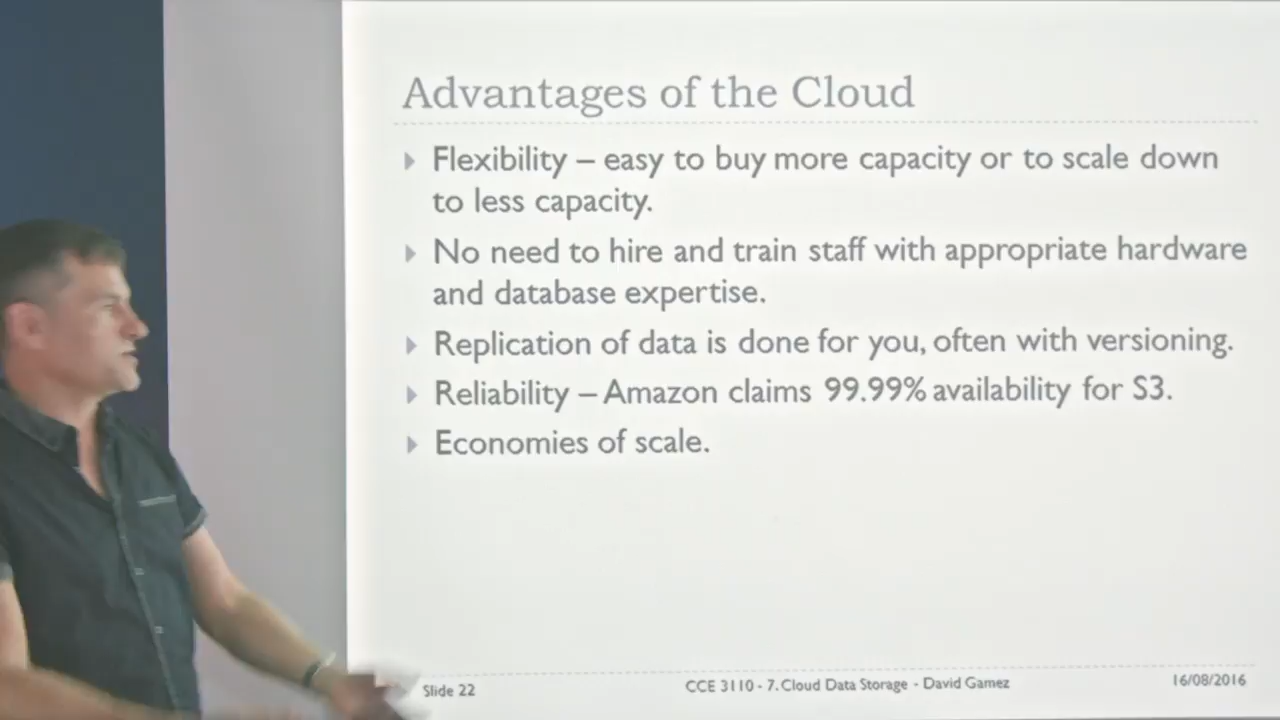 Advantages of the Cloud
Flexibility – easy to buy more capacity or to scale down
to less capacity.
No need to hire and train staff with appropriate hardware
and database expertise.
Replication of data is done for you, often with versioning.
Reliability – Amazon claims 99.99% availability for S3.
Economies of scale.
Slide 22
CCE 3110 - 7. Cloud Data Storage - David Gamez
16/08/2016